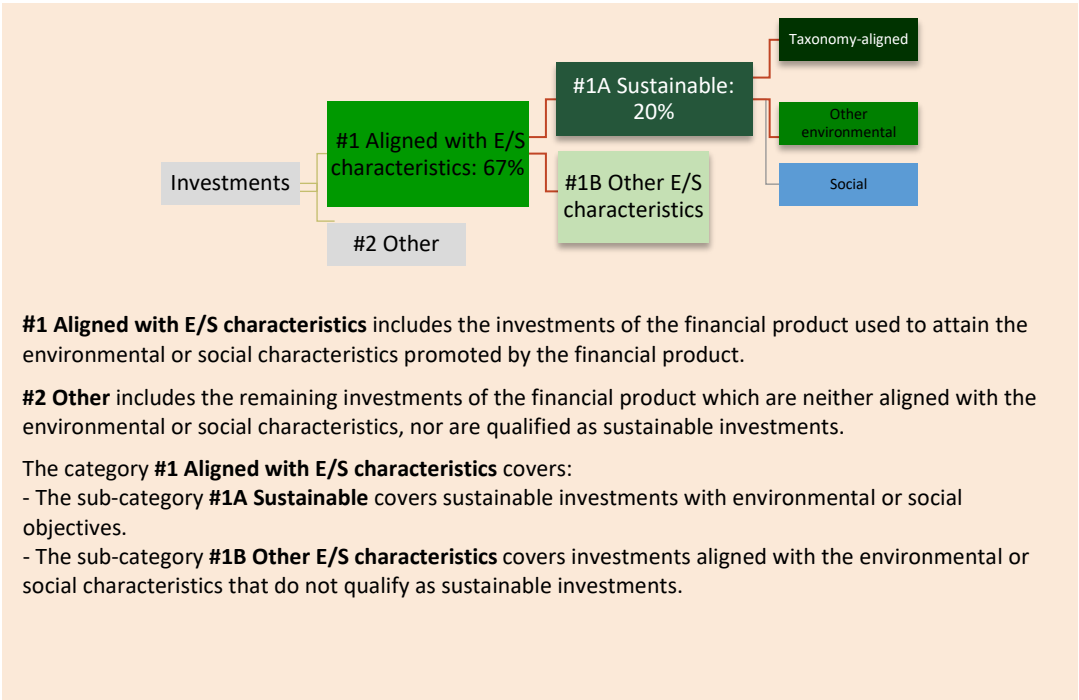 Taxonomy-aligned
#1A Sustainable:
20%
Other
environmental
#1 Aligned with E/S
characteristics: 67%
Investments
#1B Other E/S
characteristics
Social
#2 Other
#1 Aligned with E/S characteristics includes the investments of the financial product used to attain the
environmental or social characteristics promoted by the financial product.
#2 Other includes the remaining investments of the financial product which are neither aligned with the
environmental or social characteristics, nor are qualified as sustainable investments.
The category #1 Aligned with E/S characteristics covers:
- The sub-category #1A Sustainable covers sustainable investments with environmental or social
objectives.
- The sub-category #1B Other E/S characteristics covers investments aligned with the environmental or
social characteristics that do not qualify as sustainable investments.